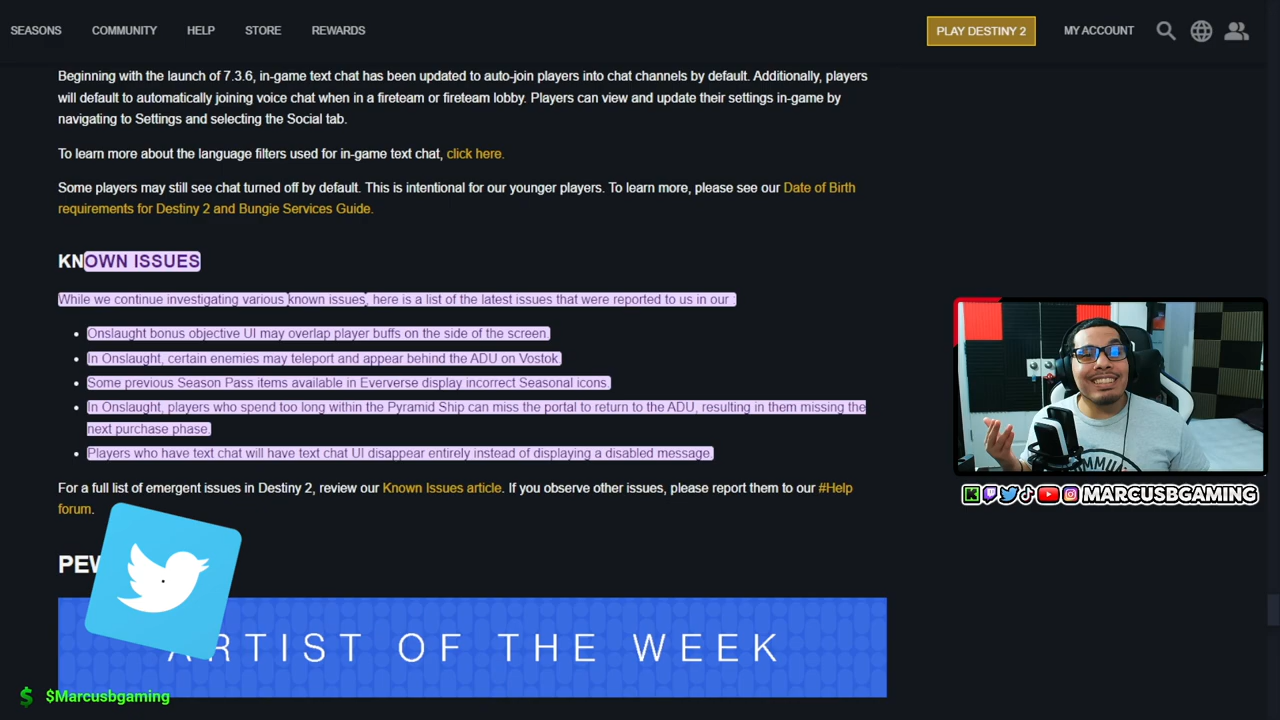 SEASONS COMMUNITY HELP STORE REWARDS PLAY DESTINY 2 MY ACCOUNT
Beginning with the launch of 7.3.6, in-game text chat has been updated to auto-join players into chat channels by default. Additionally, players
will default to automatically joining voice chat when in a fireteam or fireteam lobby. Players can view and update their settings in-game by
navigating to Settings and selecting the Social tab.
To learn more about the language filters used for in-game text chat, click here.
Some players may still see chat turned off by default. This is intentional for our younger players. To learn more, please see our Date of Birth
requirements for Destiny 2 and Bungie Services Guide.
KNOWN ISSUES
While we continue investigating various known issues, here is a list of the latest issues that were reported to us in our :
Onslaught bonus objective UI may overlap player buffs on the side of the screen.
In Onslaught, certain enemies may teleport and appear behind the ADU on Vostok.
Some previous Season Pass items available in Eververse display incorrect Seasonal icons.
In Onslaught, players who spend too long within the Pyramid Ship can miss the portal to return to the ADU, resulting in them missing the
next purchase phase.
Players who have text chat will have text chat UI disappear entirely instead of displaying a disabled message.
For a full list of emergent issues in Destiny 2, review our Known Issues article. If you observe other issues, please report them to our #Help
forum.
MARCUSBGAMING
PEW
ARTIST OF THE WEEK
$ $Marcusbgaming